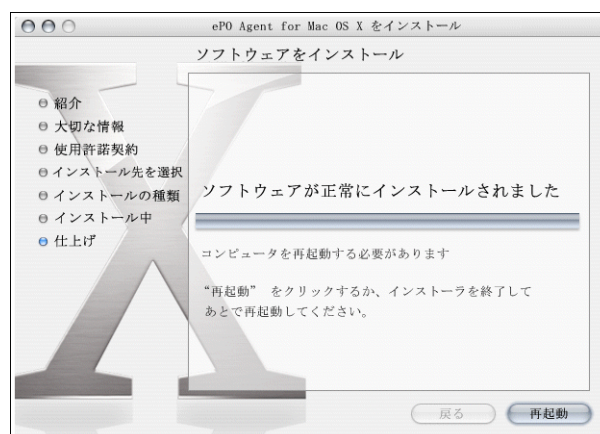 ePO Agent for Mac OS X をインストール
ソフトウェアをインストール
紹介
大切な情報
使用許諾契約
インストール先を選択
インストールの種類
インストール中
仕上げ
ソフトウェアが正常にインストールされました
コンピュータを再起動する必要があります
“再起動” をクリックするか、インストーラを終了して
あとで再起動してください。
戻る
再起動